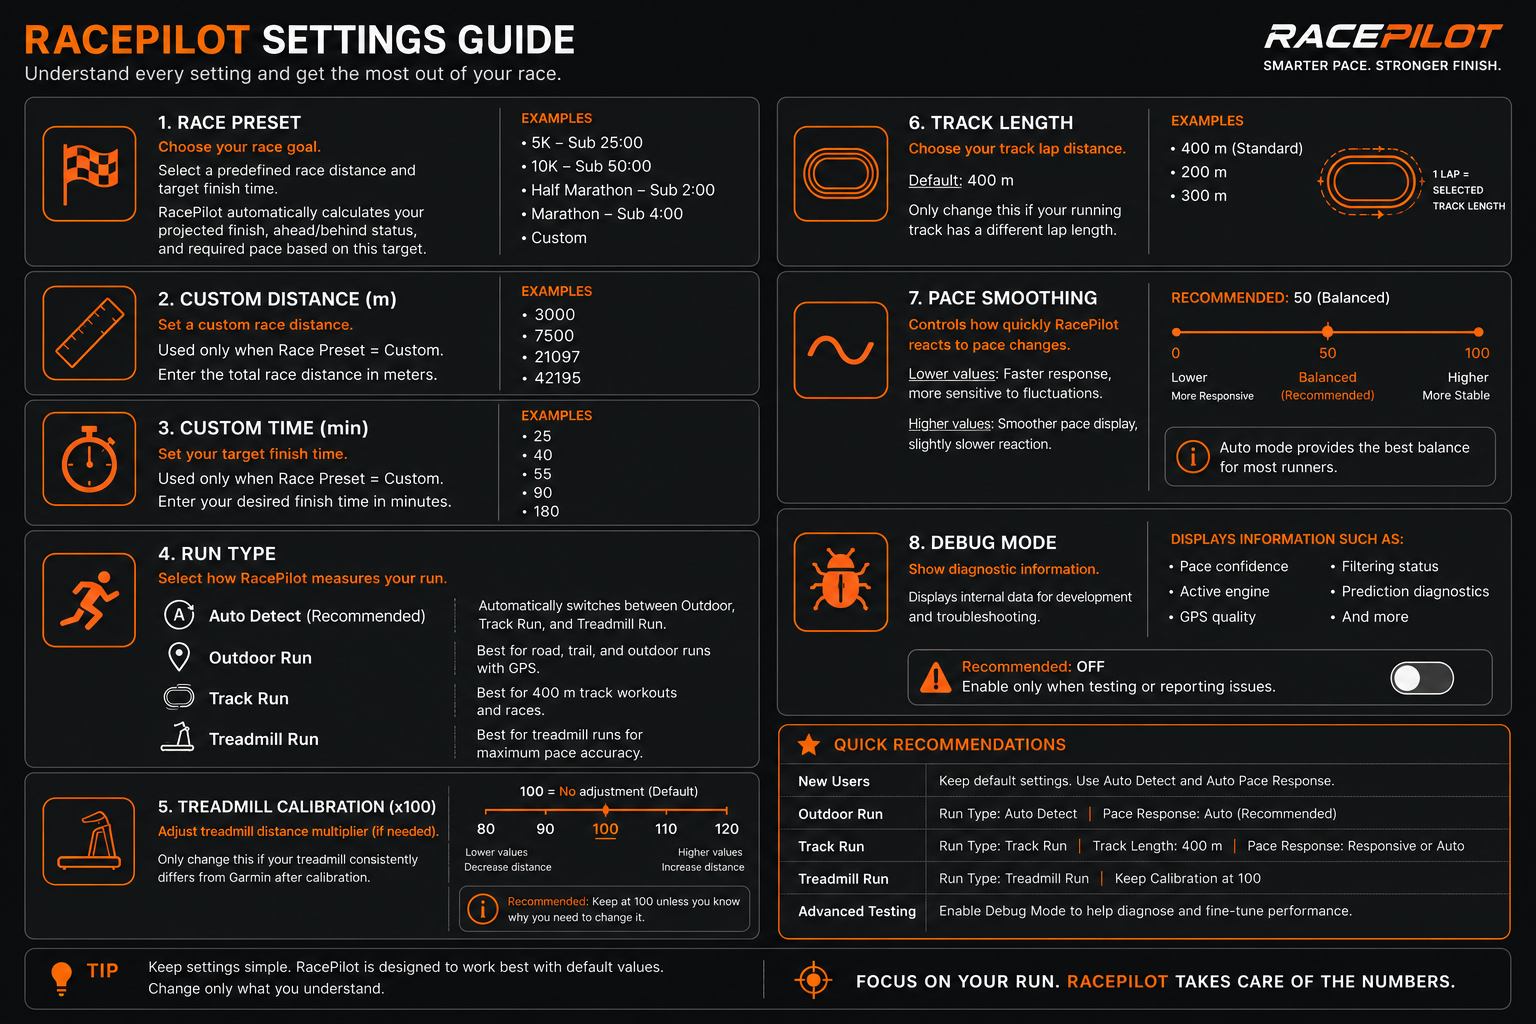 RACEPILOT SETTINGS GUIDE
Understand every setting and get the most out of your race.
RACEPILOT
SMARTER PACE. STRONGER FINISH.
1. RACE PRESET
Choose your race goal.
Select a predefined race distance and
target finish time.
RacePilot automatically calculates your
projected finish, ahead/behind status,
and required pace based on this target.
EXAMPLES
• 5K – Sub 25:00
• 10K – Sub 50:00
• Half Marathon – Sub 2:00
• Marathon – Sub 4:00
• Custom
2. CUSTOM DISTANCE (m)
Set a custom race distance.
Used only when Race Preset = Custom.
Enter the total race distance in meters.
EXAMPLES
• 3000
• 7500
• 21097
• 42195
3. CUSTOM TIME (min)
Set your target finish time.
Used only when Race Preset = Custom.
Enter your desired finish time in minutes.
EXAMPLES
• 25
• 40
• 55
• 90
• 180
4. RUN TYPE
Select how RacePilot measures your run.
A
Auto Detect (Recommended)
Automatically switches between Outdoor,
Track Run, and Treadmill Run.
Outdoor Run
Best for road, trail, and outdoor runs
with GPS.
Track Run
Best for 400 m track workouts
and races.
Treadmill Run
Best for treadmill runs for
maximum pace accuracy.
5. TREADMILL CALIBRATION (x100)
Adjust treadmill distance multiplier (if needed).
Only change this if your treadmill consistently
differs from Garmin after calibration.
100 = No adjustment (Default)
80 90 100 110 120
Lower values
Decrease distance
Higher values
Increase distance
Recommended: Keep at 100 unless you know
why you need to change it.
6. TRACK LENGTH
Choose your track lap distance.
Default: 400 m
Only change this if your running
track has a different lap length.
EXAMPLES
• 400 m (Standard)
• 200 m
• 300 m
1 LAP =
SELECTED
TRACK LENGTH
7. PACE SMOOTHING
Controls how quickly RacePilot
reacts to pace changes.
Lower values: Faster response,
more sensitive to fluctuations.
Higher values: Smoother pace display,
slightly slower reaction.
RECOMMENDED: 50 (Balanced)
0 50 100
Lower
More Responsive
Balanced
(Recommended)
Higher
More Stable
Auto mode provides the best balance
for most runners.
8. DEBUG MODE
Show diagnostic information.
Displays internal data for development
and troubleshooting.
DISPLAYS INFORMATION SUCH AS:
• Pace confidence
• Active engine
• GPS quality
• Filtering status
• Prediction diagnostics
• And more
Recommended: OFF
Enable only when testing or reporting issues.
QUICK RECOMMENDATIONS
New Users Keep default settings. Use Auto Detect and Auto Pace Response.
Outdoor Run Run Type: Auto Detect | Pace Response: Auto (Recommended)
Track Run Run Type: Track Run | Track Length: 400 m | Pace Response: Responsive or Auto
Treadmill Run Run Type: Treadmill Run | Keep Calibration at 100
Advanced Testing Enable Debug Mode to help diagnose and fine-tune performance.
TIP
Keep settings simple. RacePilot is designed to work best with default values.
Change only what you understand.
FOCUS ON YOUR RUN. RACEPILOT TAKES CARE OF THE NUMBERS.